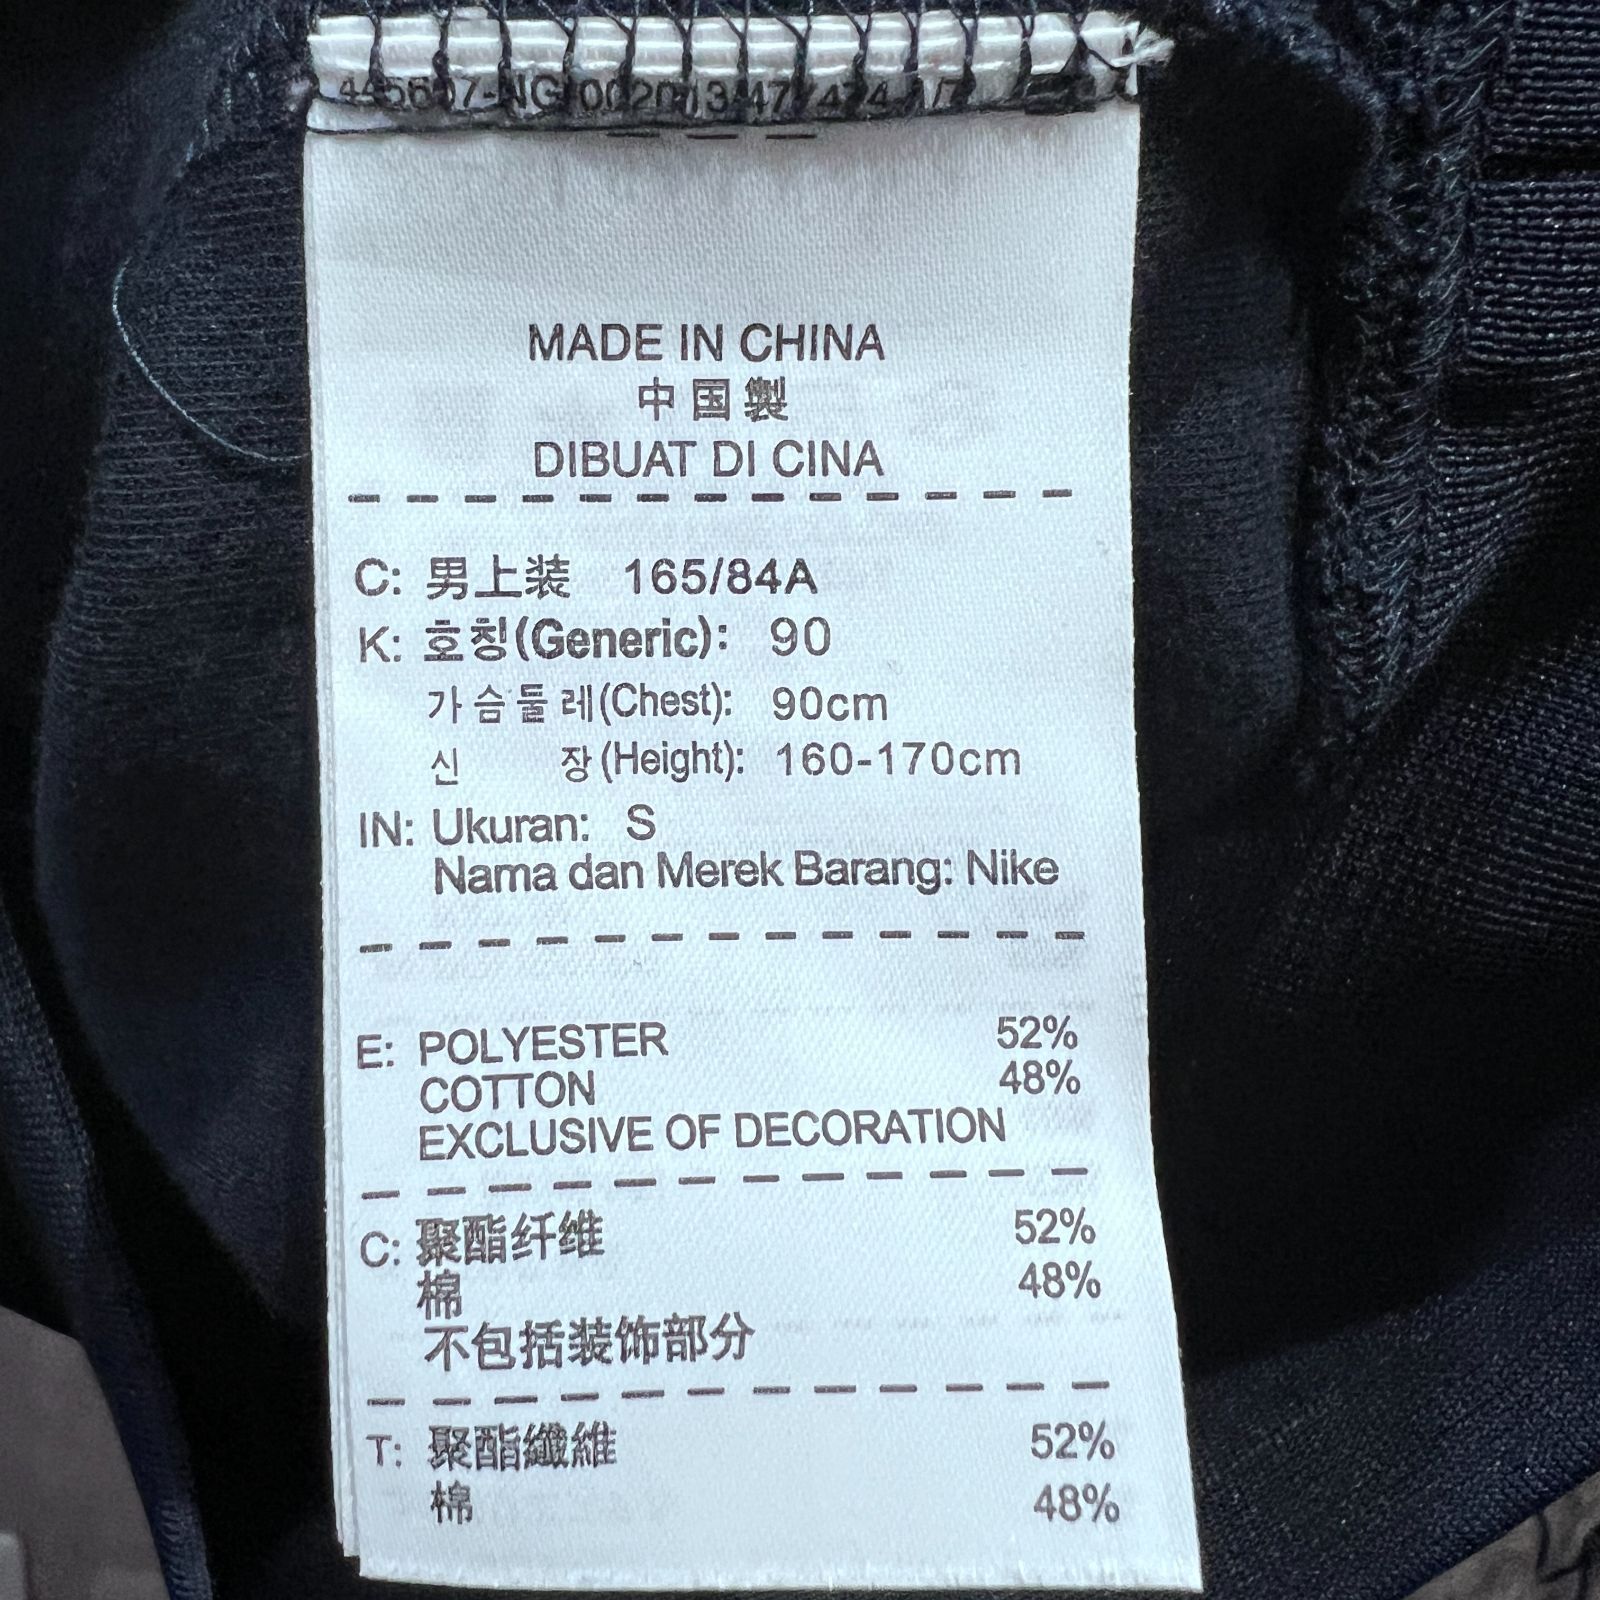 MADE IN CHINA
中国製
DIBUAT DI CINA
C: 男上装 165/84A
K: 호칭(Generic): 90
가슴둘레(Chest): 90cm
신 장(Height): 160-170cm
IN: Ukuran: S
Nama dan Merek Barang: Nike
E: POLYESTER 52%
COTTON 48%
EXCLUSIVE OF DECORATION
C: 聚酯纤维 52%
棉 48%
不包括装饰部分
T: 聚酯纖維 52%
棉 48%